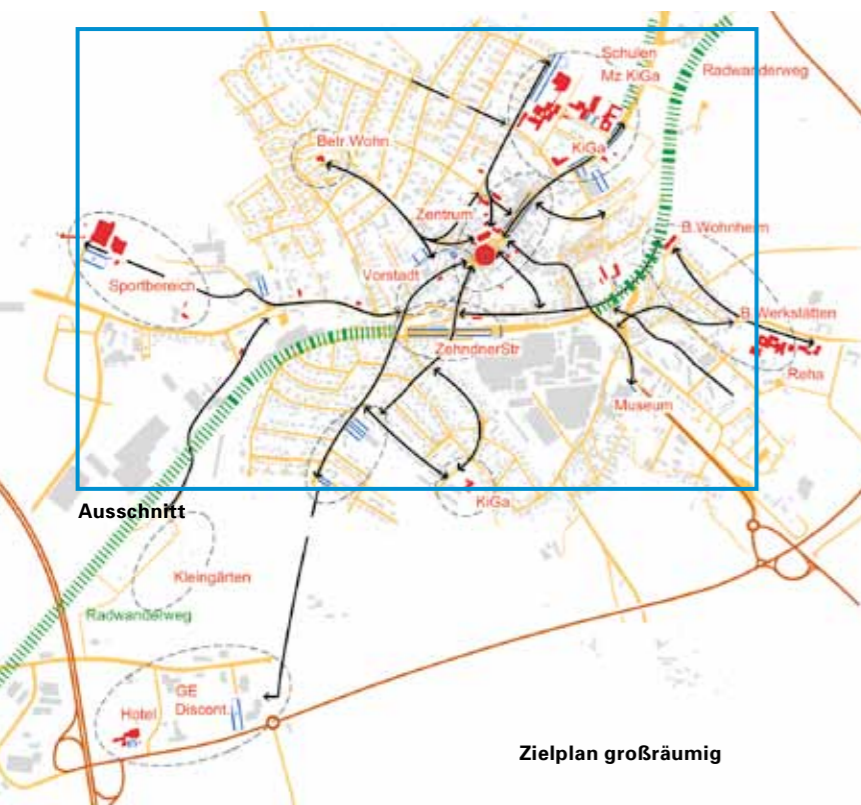 Schulen
Mz KiGa
Radwanderweg
KiGa
Betr.Wohn
Zentrum
B.Wohnheim
Vorstadt
Sportbereich
B.Werkstätten
ZehndnerStr
Reha
Museum
KiGa
Ausschnitt
Kleingärten
Radwanderweg
GE
Discont.
Hotel
Zielplan großräumig